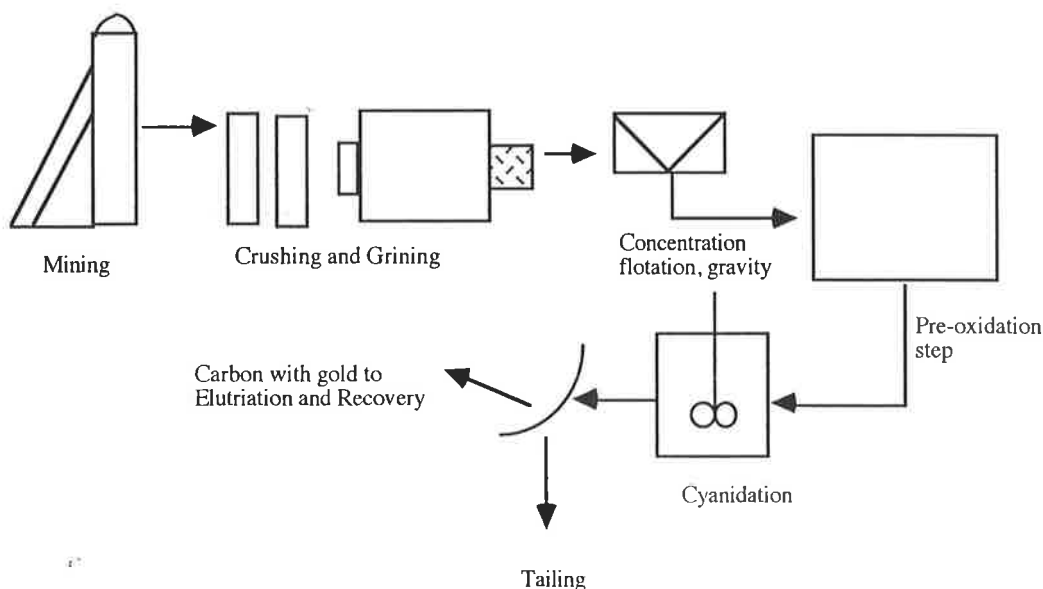 Mining
Crushing and Grining
Concentration
flotation, gravity
Pre-oxidation
step
Carbon with gold to
Elutriation and Recovery
Cyanidation
Tailing